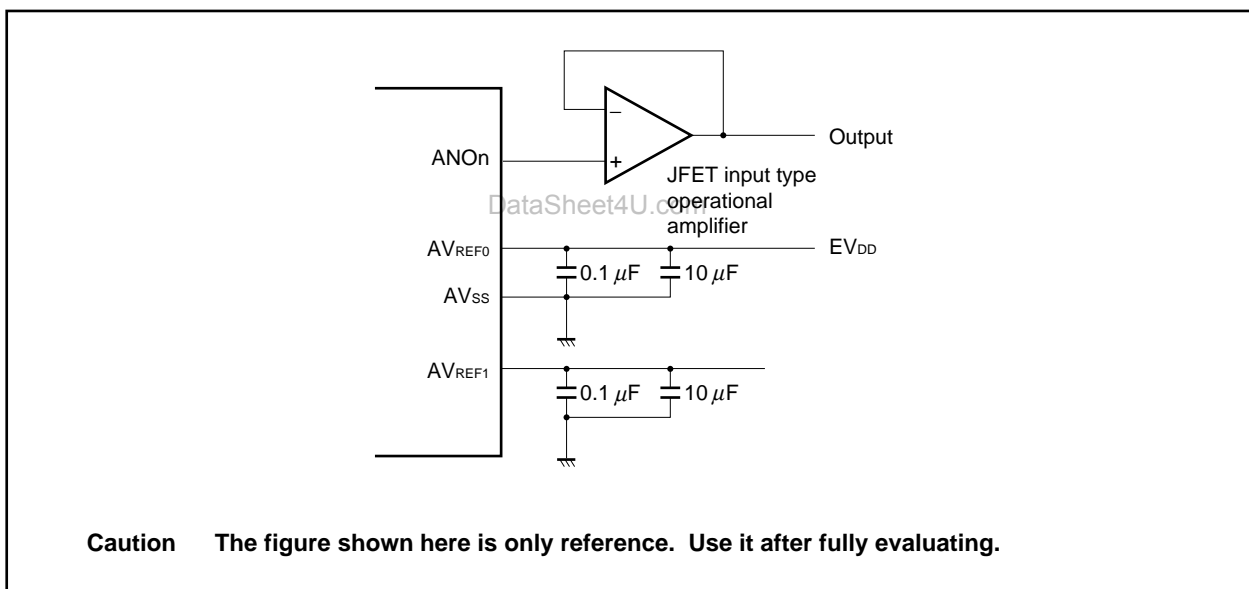 −
Output
ANOn
+
JFET input type
operational
amplifier
DataSheet4U.com
AVREF0
EVDD
0.1 μF
10 μF
AVSS
AVREF1
0.1 μF
10 μF
Caution The figure shown here is only reference. Use it after fully evaluating.